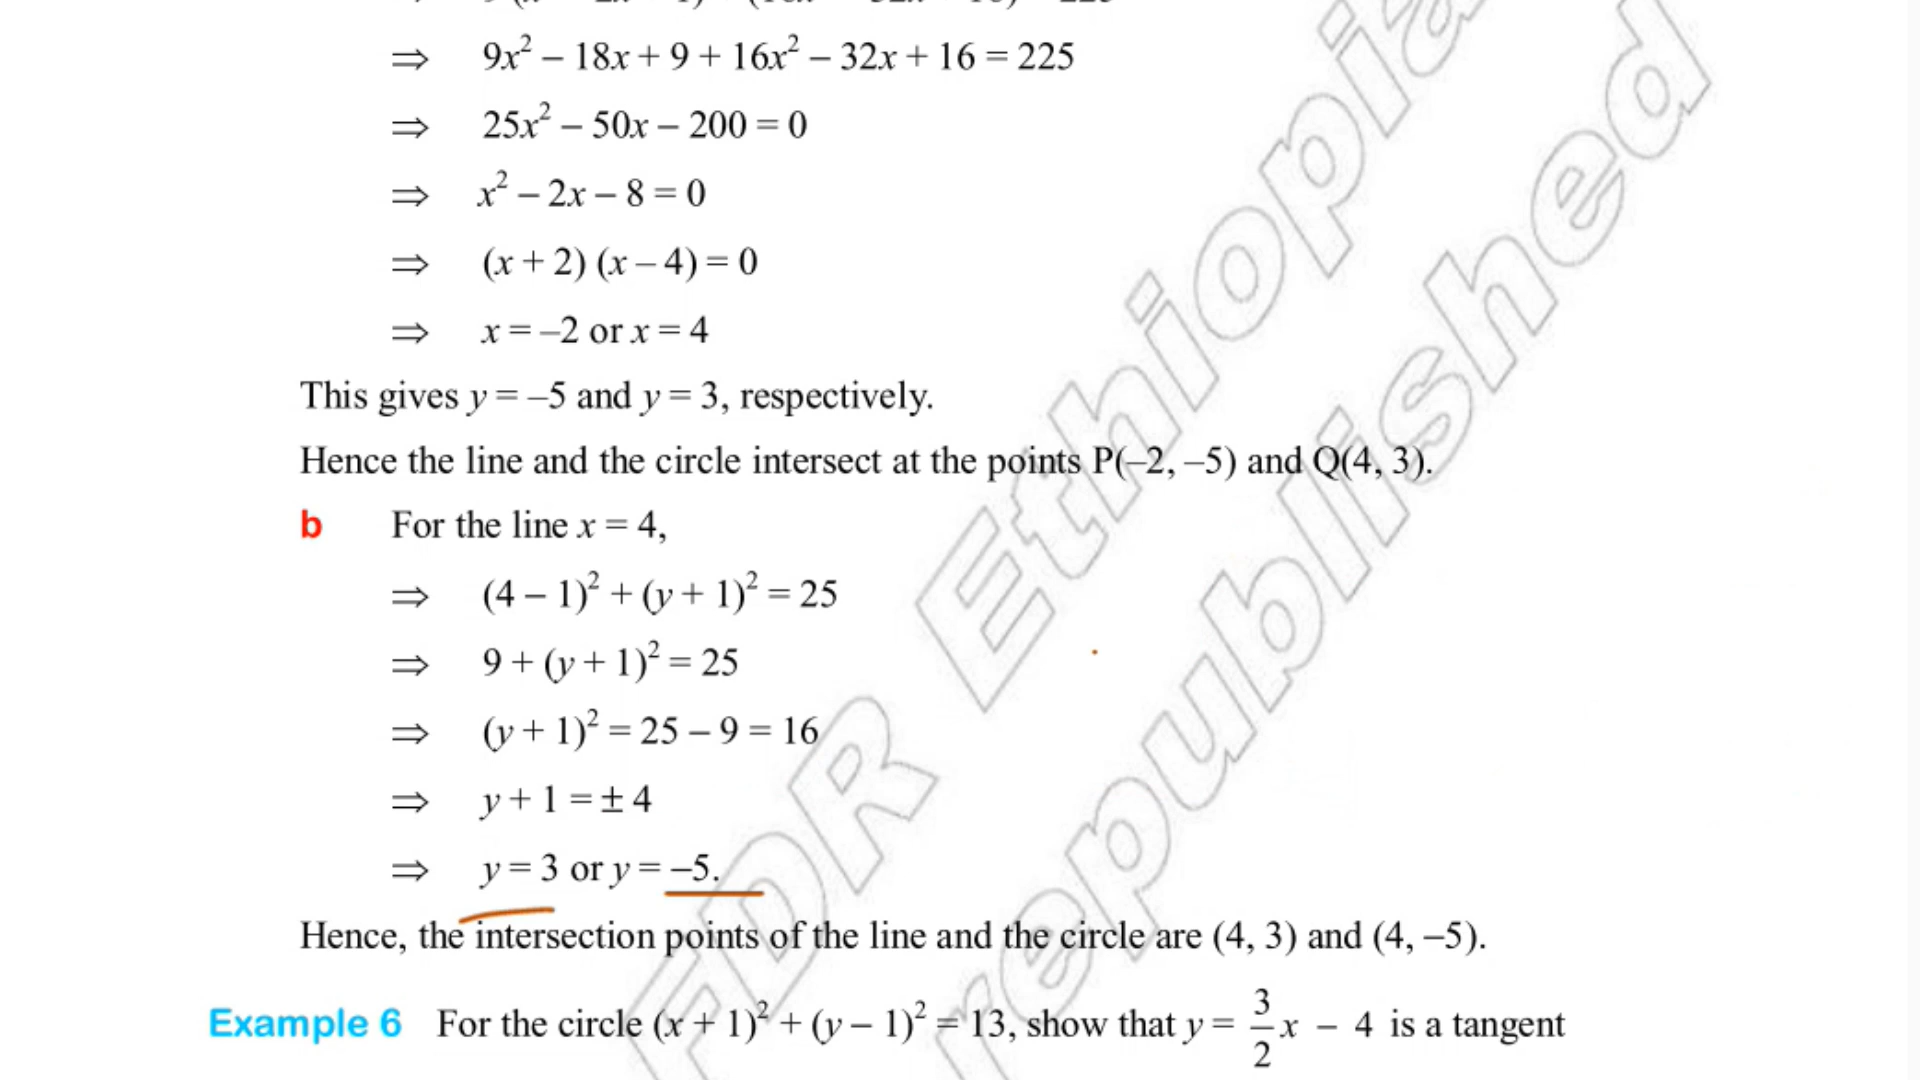 ⇒ 9x² – 18x + 9 + 16x² – 32x + 16 = 225
⇒ 25x² – 50x – 200 = 0
⇒ x² – 2x – 8 = 0
⇒ (x + 2) (x – 4) = 0
⇒ x = –2 or x = 4
This gives y = –5 and y = 3, respectively.
Hence the line and the circle intersect at the points P(–2, –5) and Q(4, 3).
b For the line x = 4,
⇒ (4 – 1)² + (y + 1)² = 25
⇒ 9 + (y + 1)² = 25
⇒ (y + 1)² = 25 – 9 = 16
⇒ y + 1 = ± 4
⇒ y = 3 or y = –5.
Hence, the intersection points of the line and the circle are (4, 3) and (4, –5).
Example 6 For the circle (x + 1)² + (y – 1)² = 13, show that y = 3/2 x – 4 is a tangent
FDR Ethiopia
republished